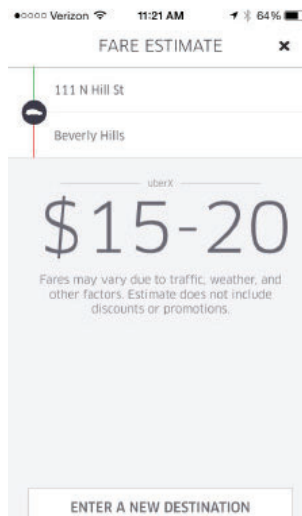 Verizon 11:21 AM 64%
FARE ESTIMATE ×
111 N Hill St
Beverly Hills
uberX
$15-20
Fares may vary due to traffic, weather, and
other factors. Estimate does not include
discounts or promotions.
ENTER A NEW DESTINATION